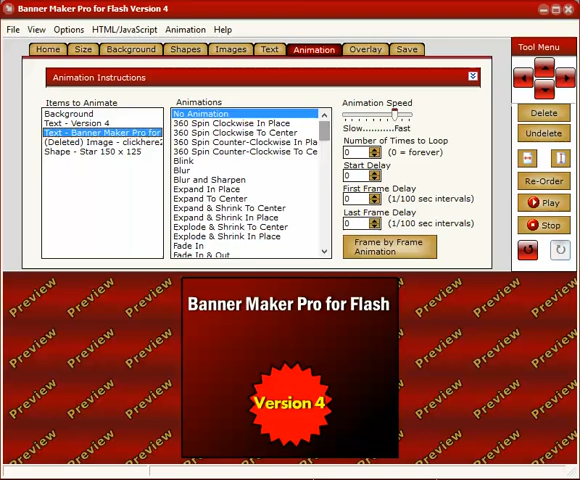 Banner Maker Pro for Flash Version 4
File View Options HTML/JavaScript Animation Help
Home Size Background Shapes Images Text Animation Overlay Save
Tool Menu
Animation Instructions
Items to Animate
Background
Text - Version 4
Text - Banner Maker Pro for
(Deleted) Image - clickhere2
Shape - Star 150 x 125
Animations
No Animation
360 Spin Clockwise In Place
360 Spin Clockwise To Center
360 Spin Counter-Clockwise In Pla
360 Spin Counter-Clockwise To Ce
Blink
Blur
Blur and Sharpen
Expand In Place
Expand To Center
Expand & Shrink In Place
Expand & Shrink To Center
Explode & Shrink To Center
Explode & Shrink In Place
Fade In
Fade In & Out
Animation Speed
Slow..........Fast
Number of Times to Loop
0 (0 = forever)
Start Delay
0
First Frame Delay
0 (1/100 sec intervals)
Last Frame Delay
0 (1/100 sec intervals)
Frame by Frame
Animation
Delete
Undelete
Re-Order
Play
Stop
Preview Preview Preview Preview Preview Preview
Banner Maker Pro for Flash
Version 4